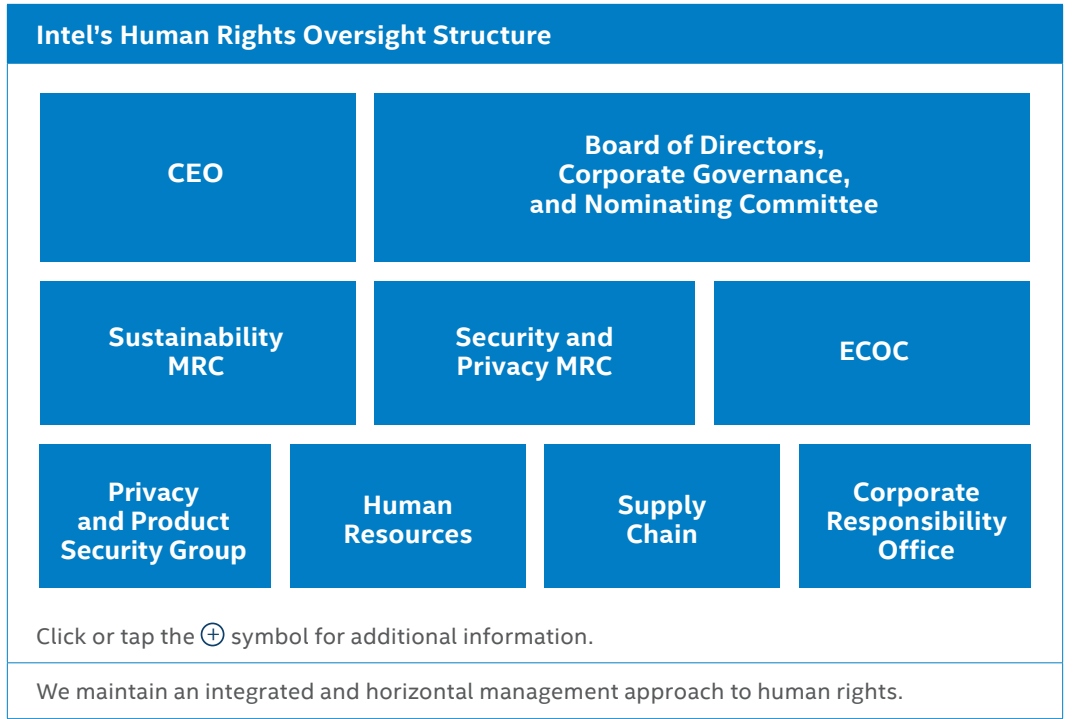 Intel’s Human Rights Oversight Structure
CEO
Board of Directors,
Corporate Governance,
and Nominating Committee
Sustainability
MRC
Security and
Privacy MRC
ECOC
Privacy
and Product
Security Group
Human
Resources
Supply
Chain
Corporate
Responsibility
Office
Click or tap the ⊕ symbol for additional information.
We maintain an integrated and horizontal management approach to human rights.